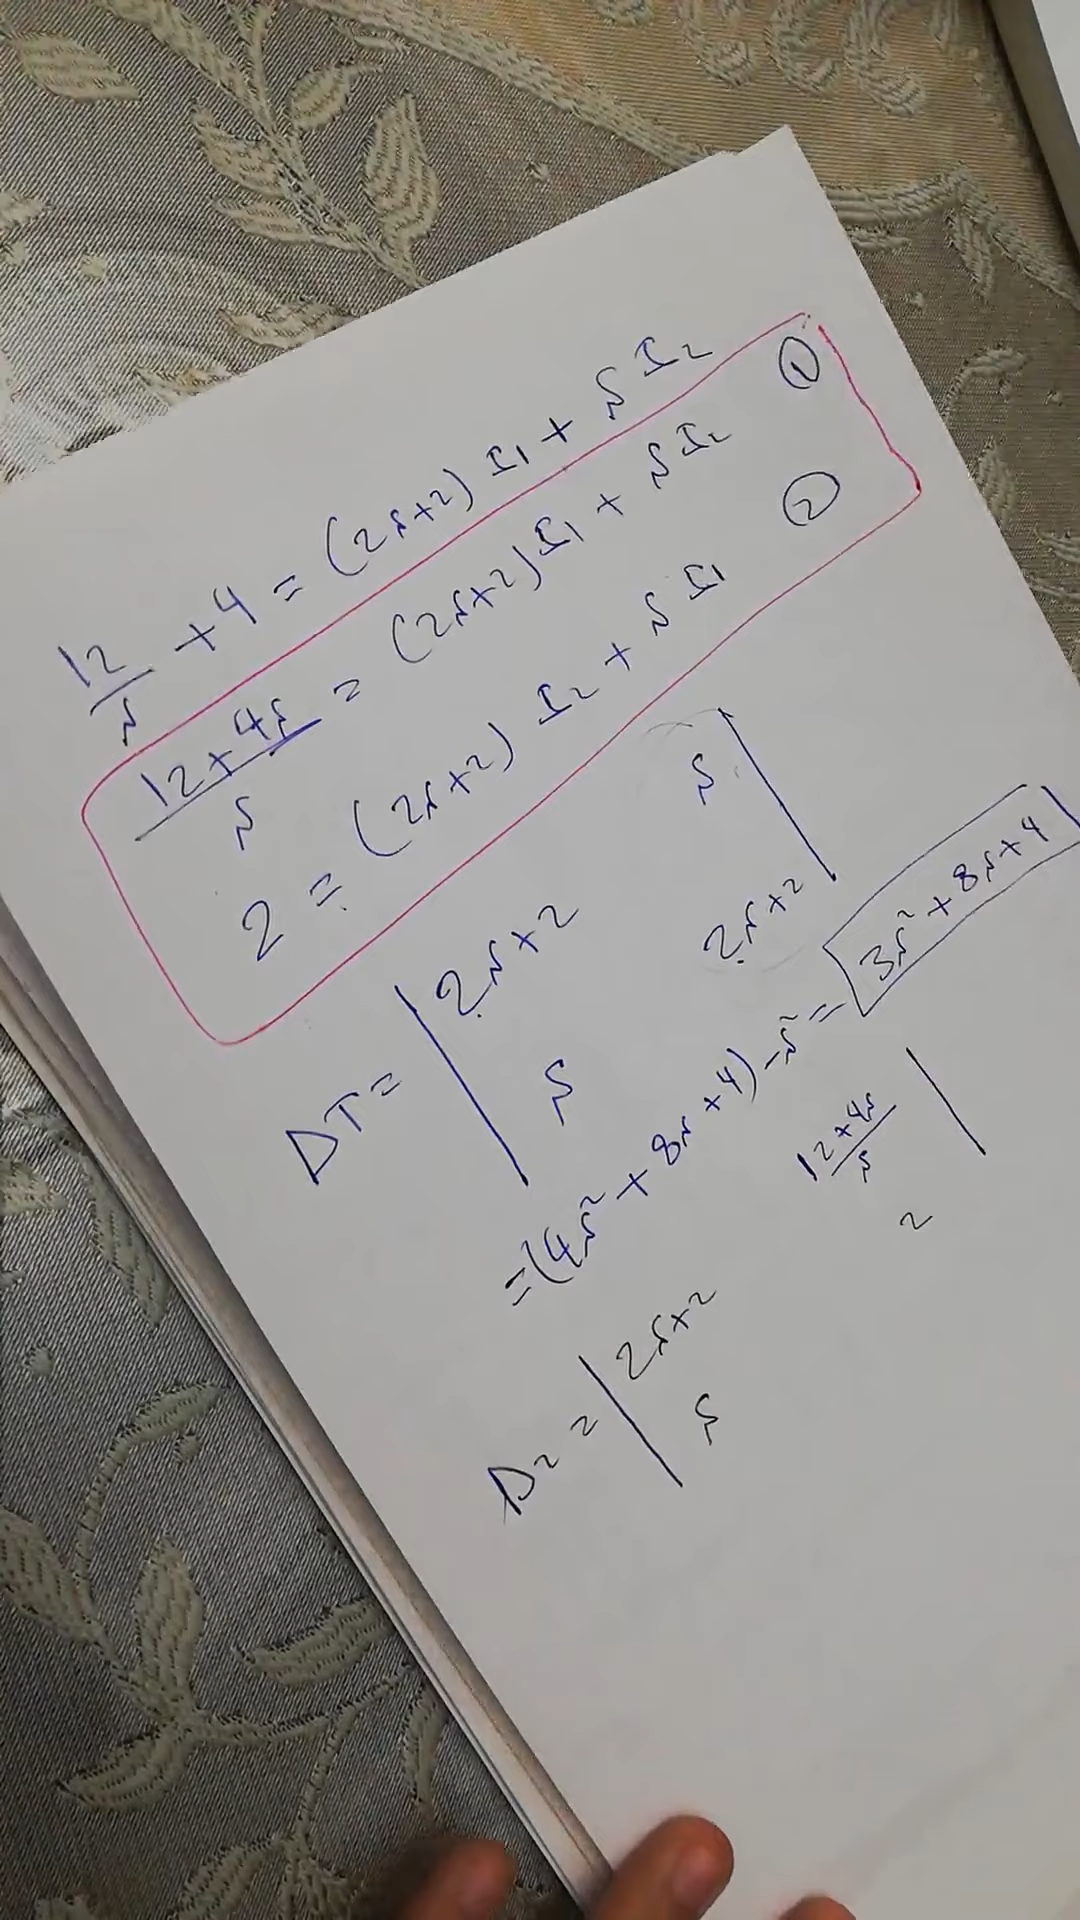 12/s + 4 = (2s+2) I1 + s I2
(12+4s)/s = (2s+2) I1 + s I2 ①
2 = (2s+2) I2 + s I1 ②
DT = | 2s+2 s |
| s 2s+2 |
= (4s² + 8s + 4) - s² = 3s² + 8s + 4
D2 = | 2s+2 (12+4s)/s |
| s 2 |